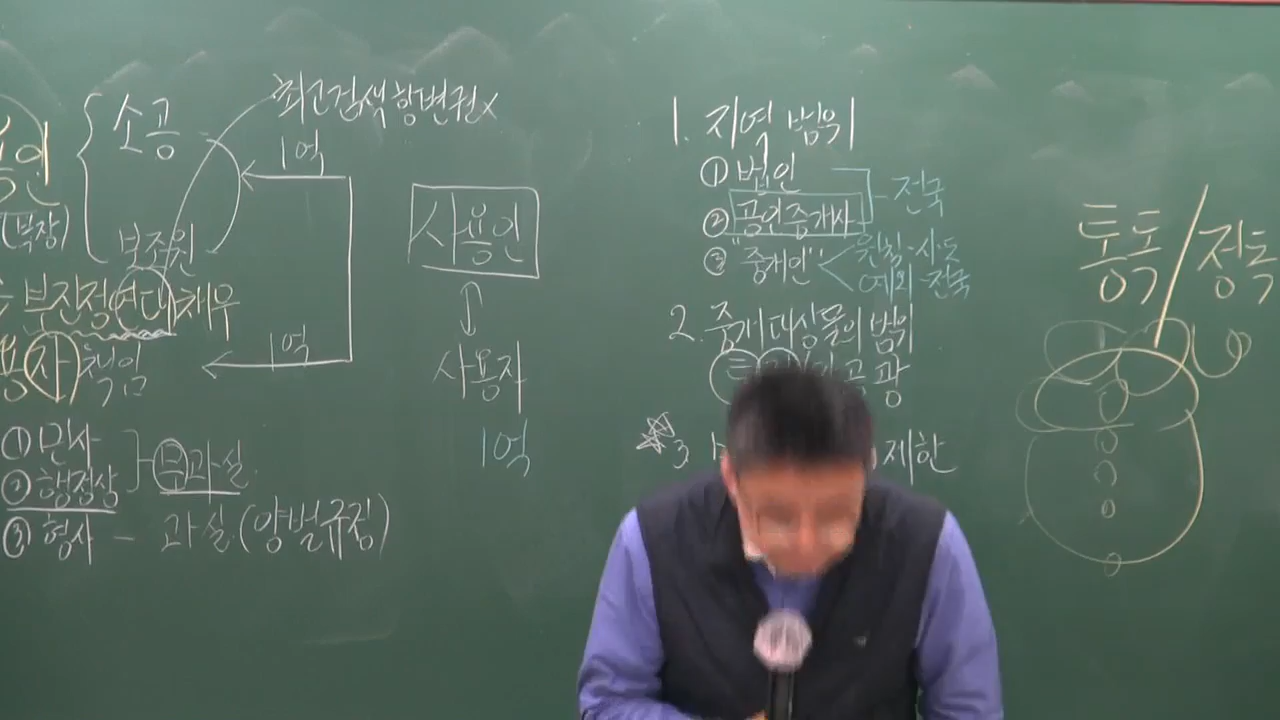 소공
최고검색항변권x
1억
(부장)
보조원
부진정연대채무
1억
책임
① 민사
② 행정상
무과실
③ 형사 - 과실(양벌규정)
사용인
사용자
1억
1. 지역 범위
① 법인
전국
② 공인중개사
③ "중개인"
원칙-시·도
예외-전국
2. 중개대상물의 범위
광
3
제한
통 / 정